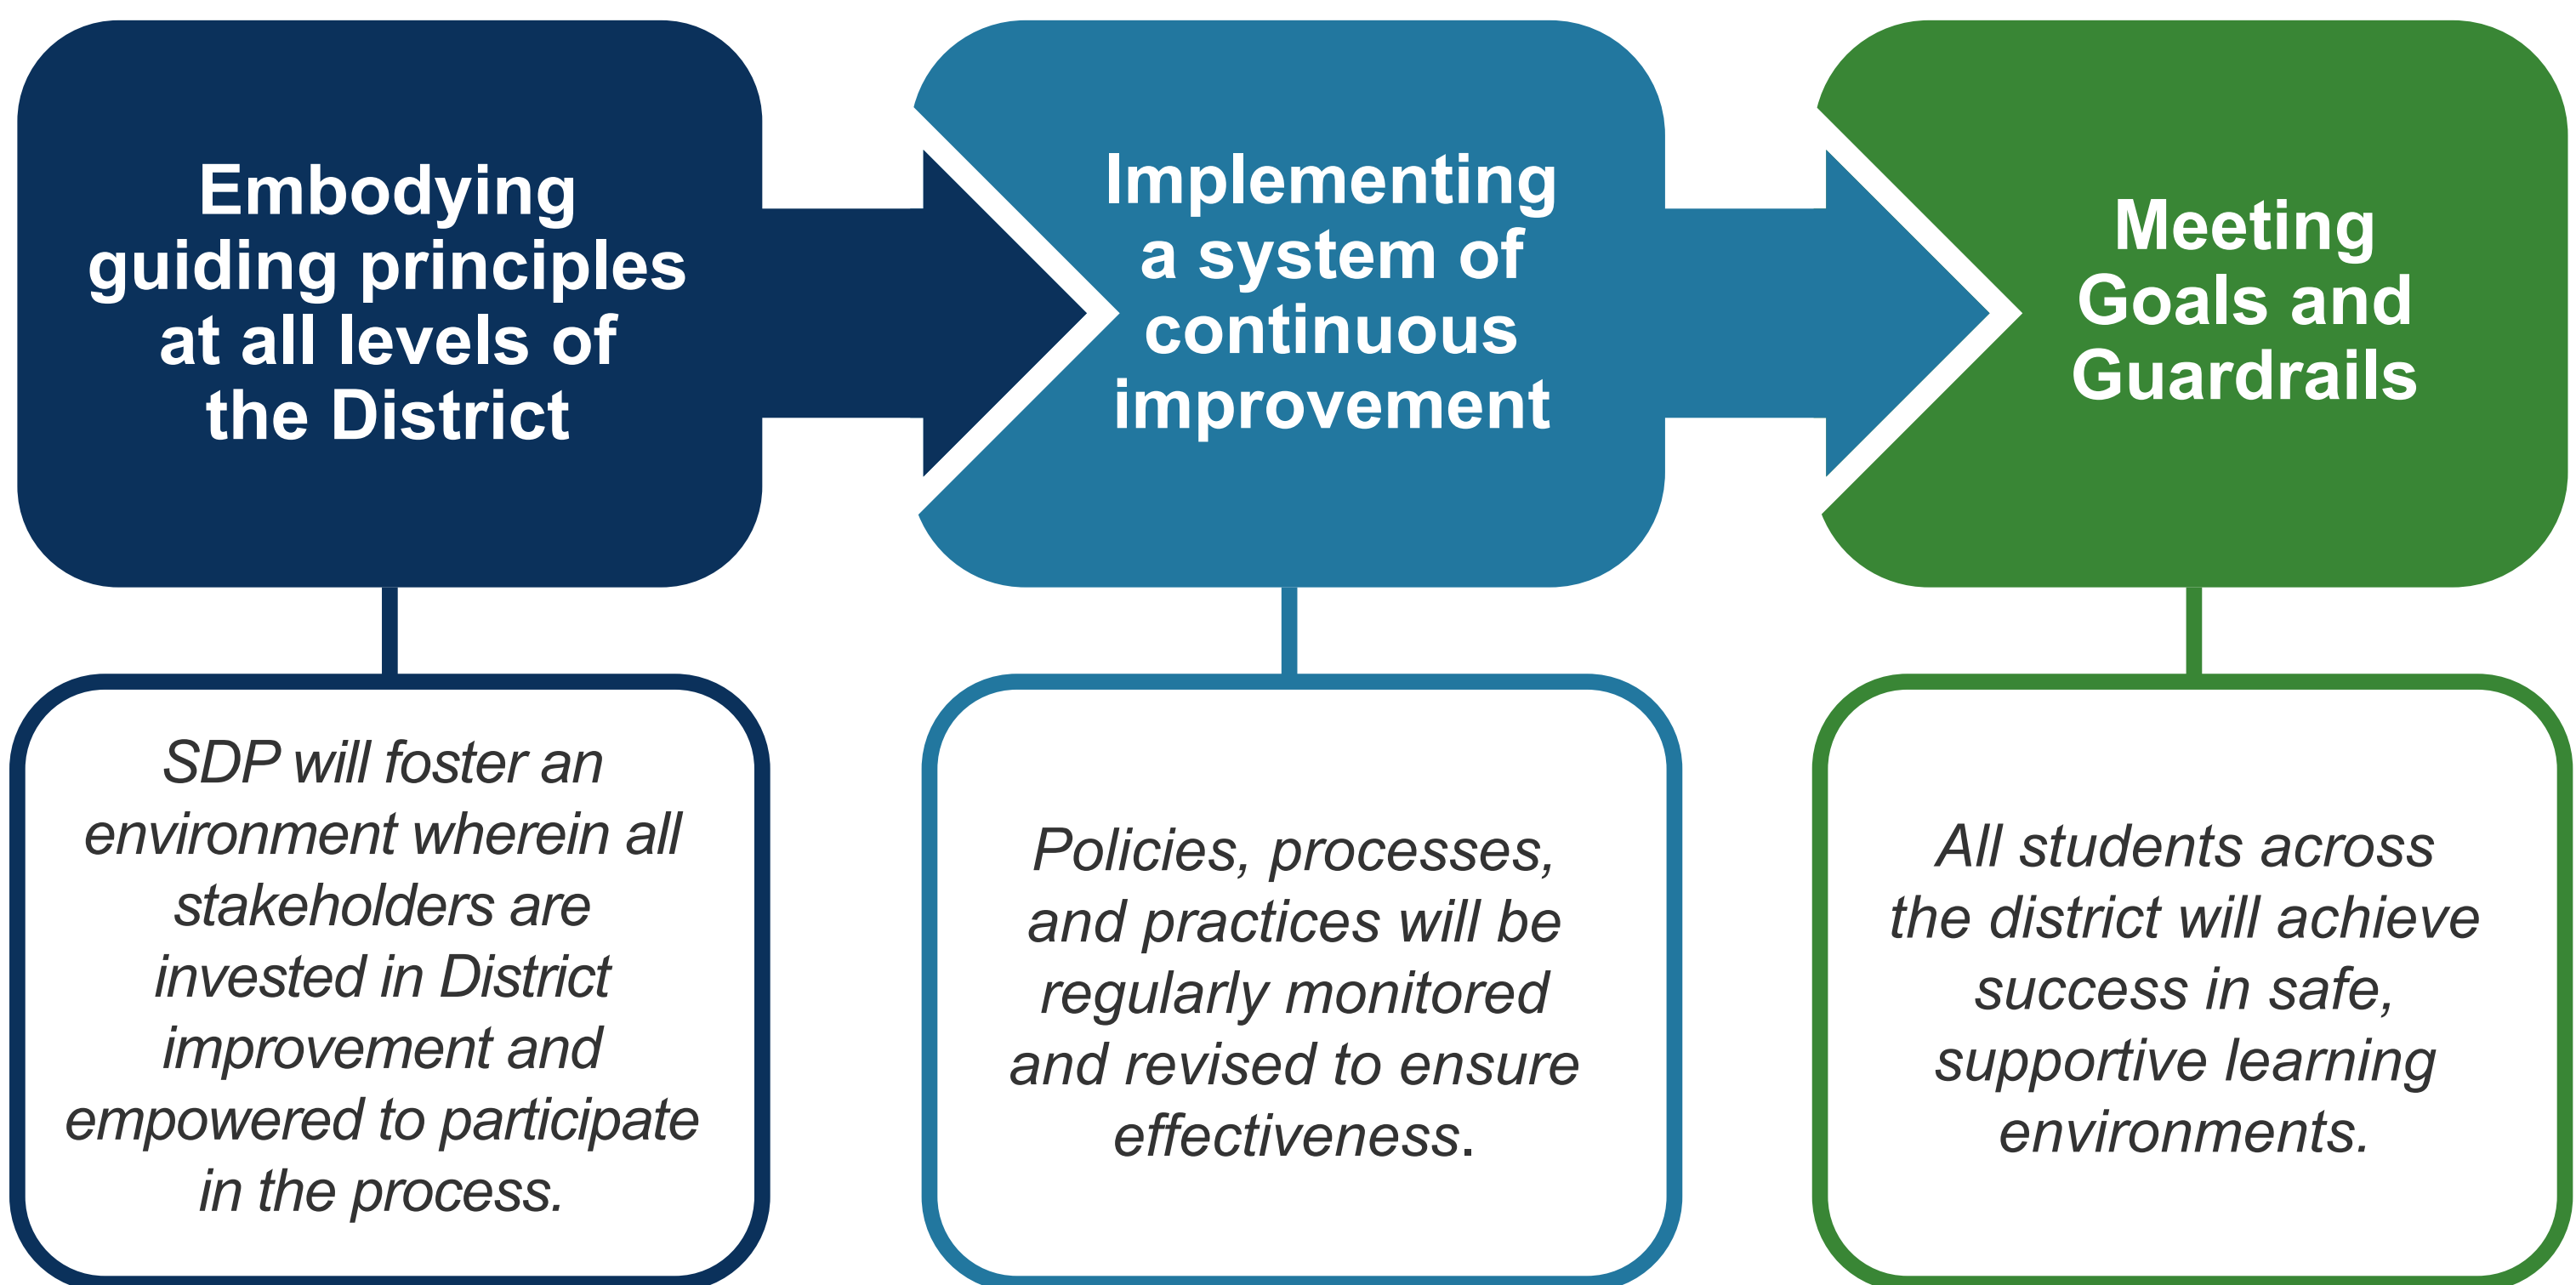 Embodying
guiding principles
at all levels of
the District
Implementing
a system of
continuous
improvement
Meeting
Goals and
Guardrails
SDP will foster an
environment wherein all
stakeholders are
invested in District
improvement and
empowered to participate
in the process.
Policies, processes,
and practices will be
regularly monitored
and revised to ensure
effectiveness.
All students across
the district will achieve
success in safe,
supportive learning
environments.